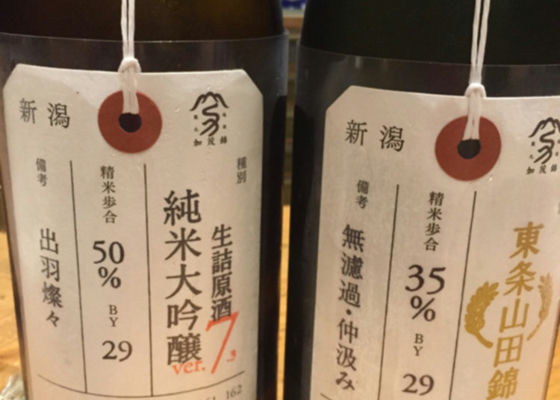 新潟
加茂錦
種別
生詰原酒
純米大吟醸
ver.7
精米歩合
50%
BY
29
備考
出羽燦々
162
新潟
東条山田錦
精米歩合
35%
BY
29
備考
無濾過・仲汲み